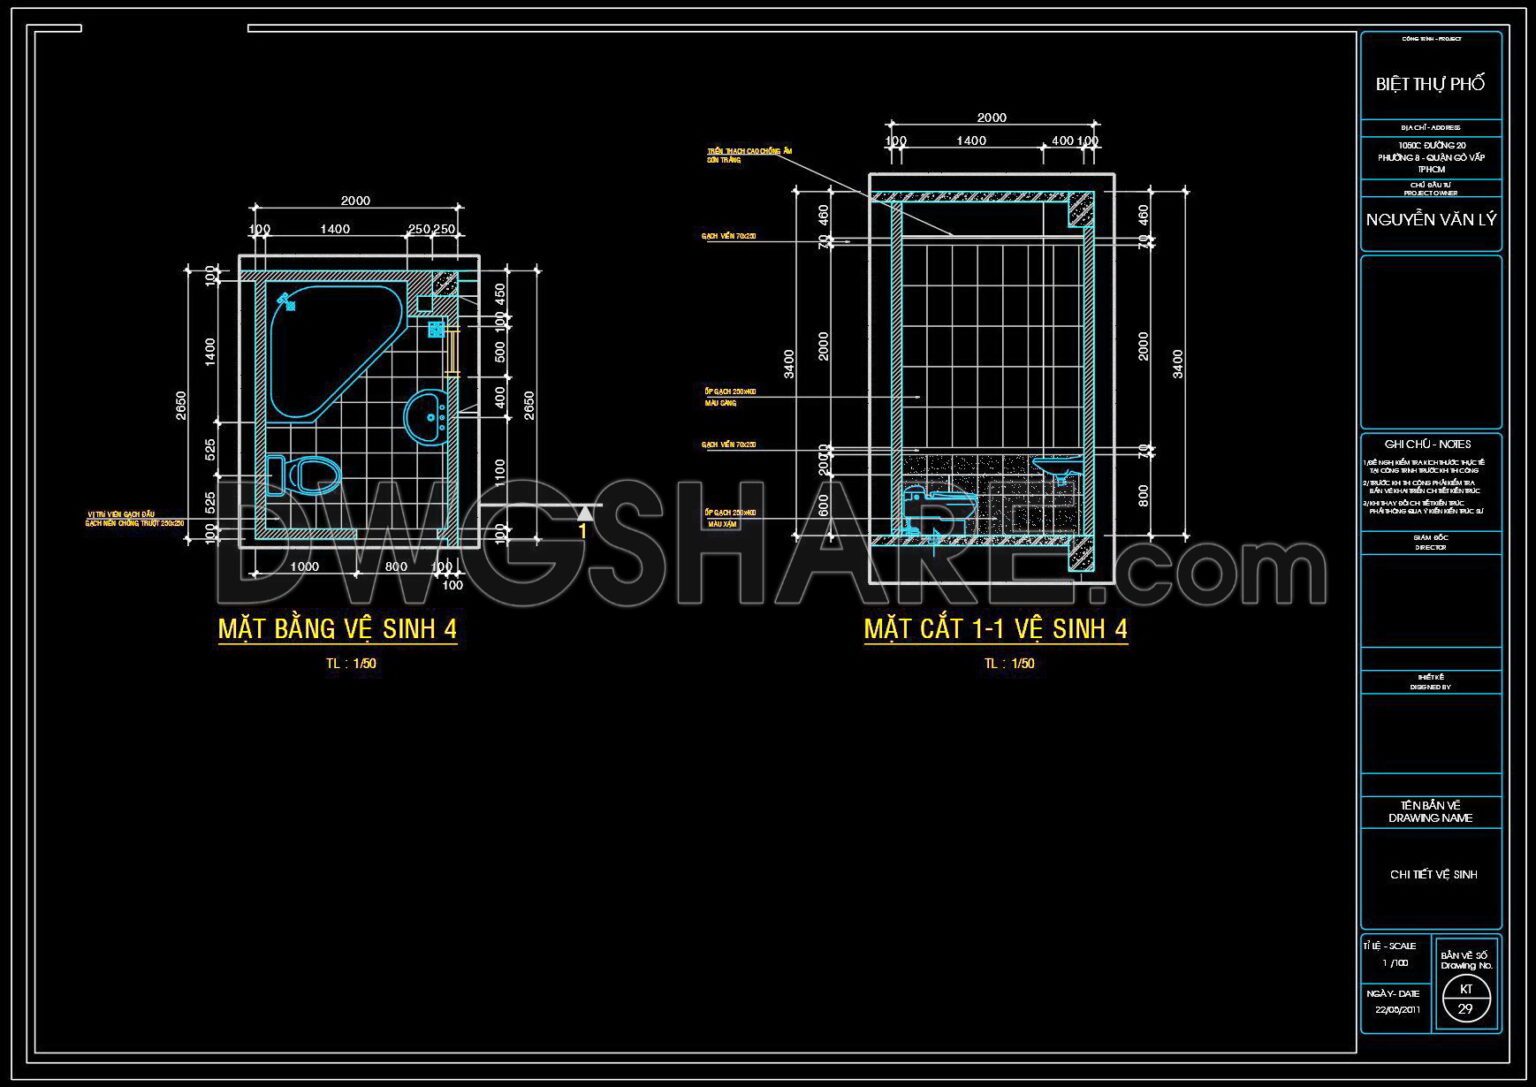 2000
100 1400 250 250
100
1400
525
525
100
2650
450
100
500
400
1100
100
2650
1000 800 100
100
VỊ TRÍ VIÊN GẠCH ĐẦU
GẠCH NỀN CHỐNG TRƯỢT 250x250
1
MẶT BẰNG VỆ SINH 4
TL : 1/50
2000
100 1400 400 100
TRẦN THẠCH CAO CHỐNG ẨM
SƠN TRẮNG
GẠCH VIỀN 70x250
ỐP GẠCH 250x400
MÀU SÁNG
GẠCH VIỀN 70x250
ỐP GẠCH 250x400
MÀU XẬM
460
70
2000
70
200
600
3400
460
70
2000
70
800
3400
MẶT CẮT 1-1 VỆ SINH 4
TL : 1/50
DWGSHARE.com
CÔNG TRÌNH - PROJECT
BIỆT THỰ PHỐ
ĐỊA CHỈ - ADDRESS
1050C ĐƯỜNG 20
PHƯỜNG 8 - QUẬN GÒ VẤP
TPHCM
CHỦ ĐẦU TƯ
PROJECT OWNER
NGUYỄN VĂN LÝ
GHI CHÚ - NOTES
1/ĐỀ NGHỊ KIỂM TRA KÍCH THƯỚC THỰC TẾ
TẠI CÔNG TRÌNH TRƯỚC KHI THI CÔNG
2/TRƯỚC KHI THI CÔNG PHẢI KIỂM TRA
BẢN VẼ KHAI TRIỂN CHI TIẾT KIẾN TRÚC
3/KHI THAY ĐỔI CHI TIẾT KIẾN TRÚC
PHẢI THÔNG QUA Ý KIẾN KIẾN TRÚC SƯ
GIÁM ĐỐC
DIRECTOR
THIẾT KẾ
DISIGNED BY
TÊN BẢN VẼ
DRAWING NAME
CHI TIẾT VỆ SINH
TỈ LỆ - SCALE
1 /100
NGÀY- DATE
22/05/2011
BẢN VẼ SỐ
Drawing No.
KT
29